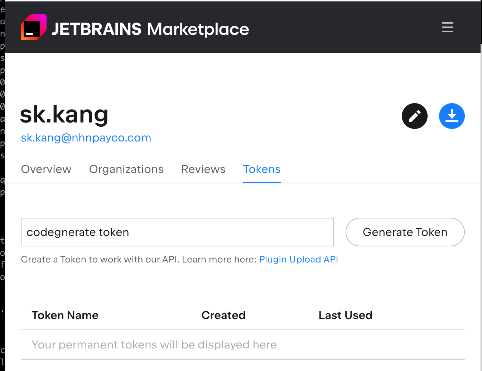 JETBRAINS Marketplace
sk.kang
sk.kang@nhnpayco.com
Overview Organizations Reviews Tokens
codegnerate token Generate Token
Create a Token to work with our API. Learn more here: Plugin Upload API
Token Name Created Last Used
Your permanent tokens will be displayed here